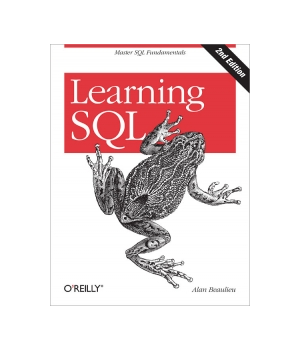 Master SQL Fundamentals
2nd Edition
Learning
SQL
O'REILLY®
Alan Beaulieu